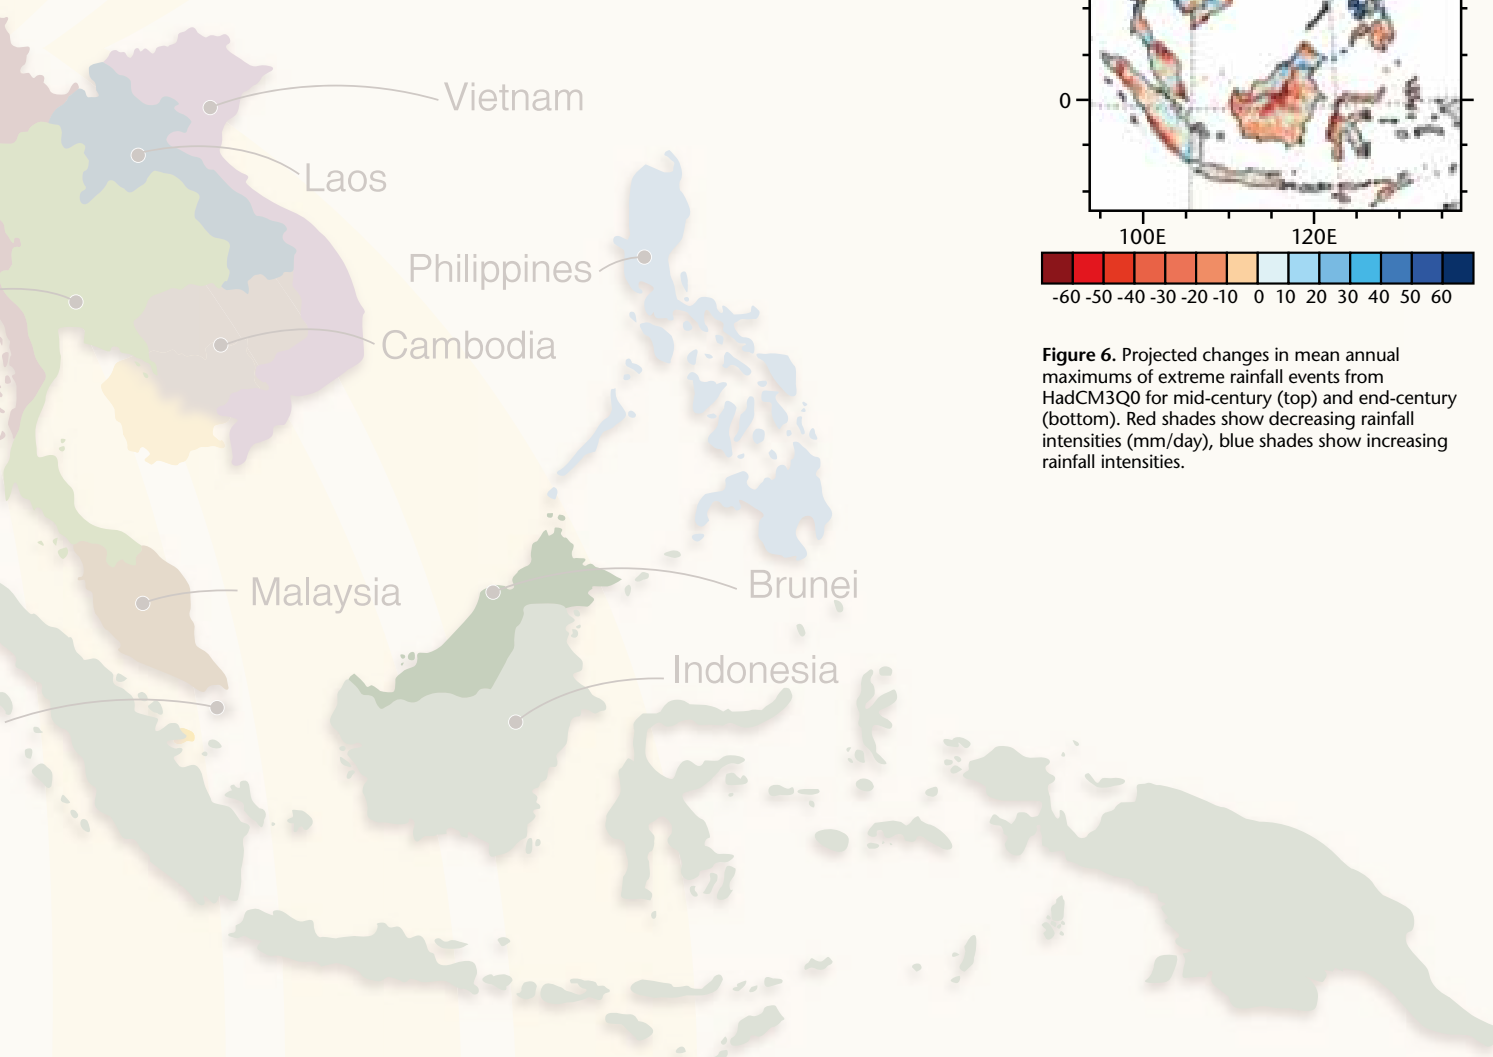 Vietnam
Laos
Philippines
Cambodia
Malaysia
Brunei
Indonesia
0
100E 120E
-60 -50 -40 -30 -20 -10 0 10 20 30 40 50 60
Figure 6. Projected changes in mean annual
maximums of extreme rainfall events from
HadCM3Q0 for mid-century (top) and end-century
(bottom). Red shades show decreasing rainfall
intensities (mm/day), blue shades show increasing
rainfall intensities.